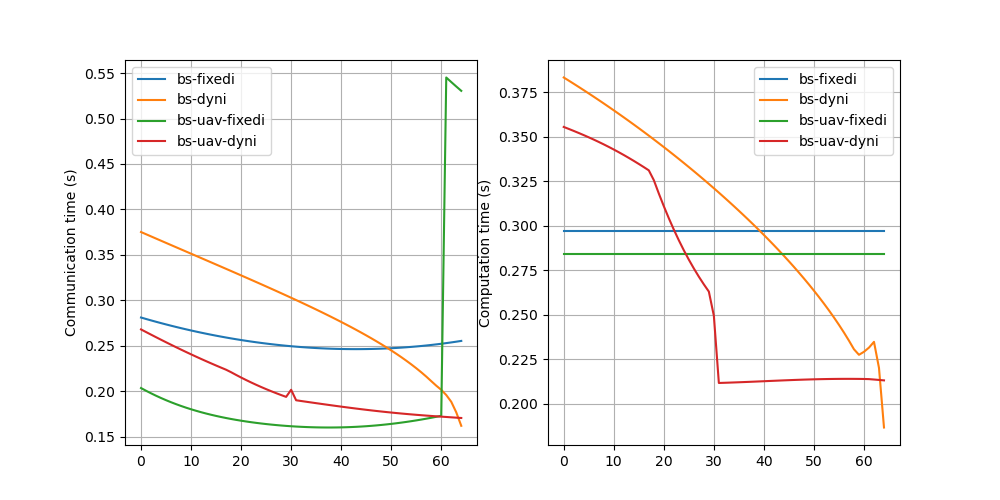 Communication time (s)
0.55
0.50
0.45
0.40
0.35
0.30
0.25
0.20
0.15
0 10 20 30 40 50 60
bs-fixedi
bs-dyni
bs-uav-fixedi
bs-uav-dyni
Computation time (s)
0.375
0.350
0.325
0.300
0.275
0.250
0.225
0.200
0 10 20 30 40 50 60
bs-fixedi
bs-dyni
bs-uav-fixedi
bs-uav-dyni